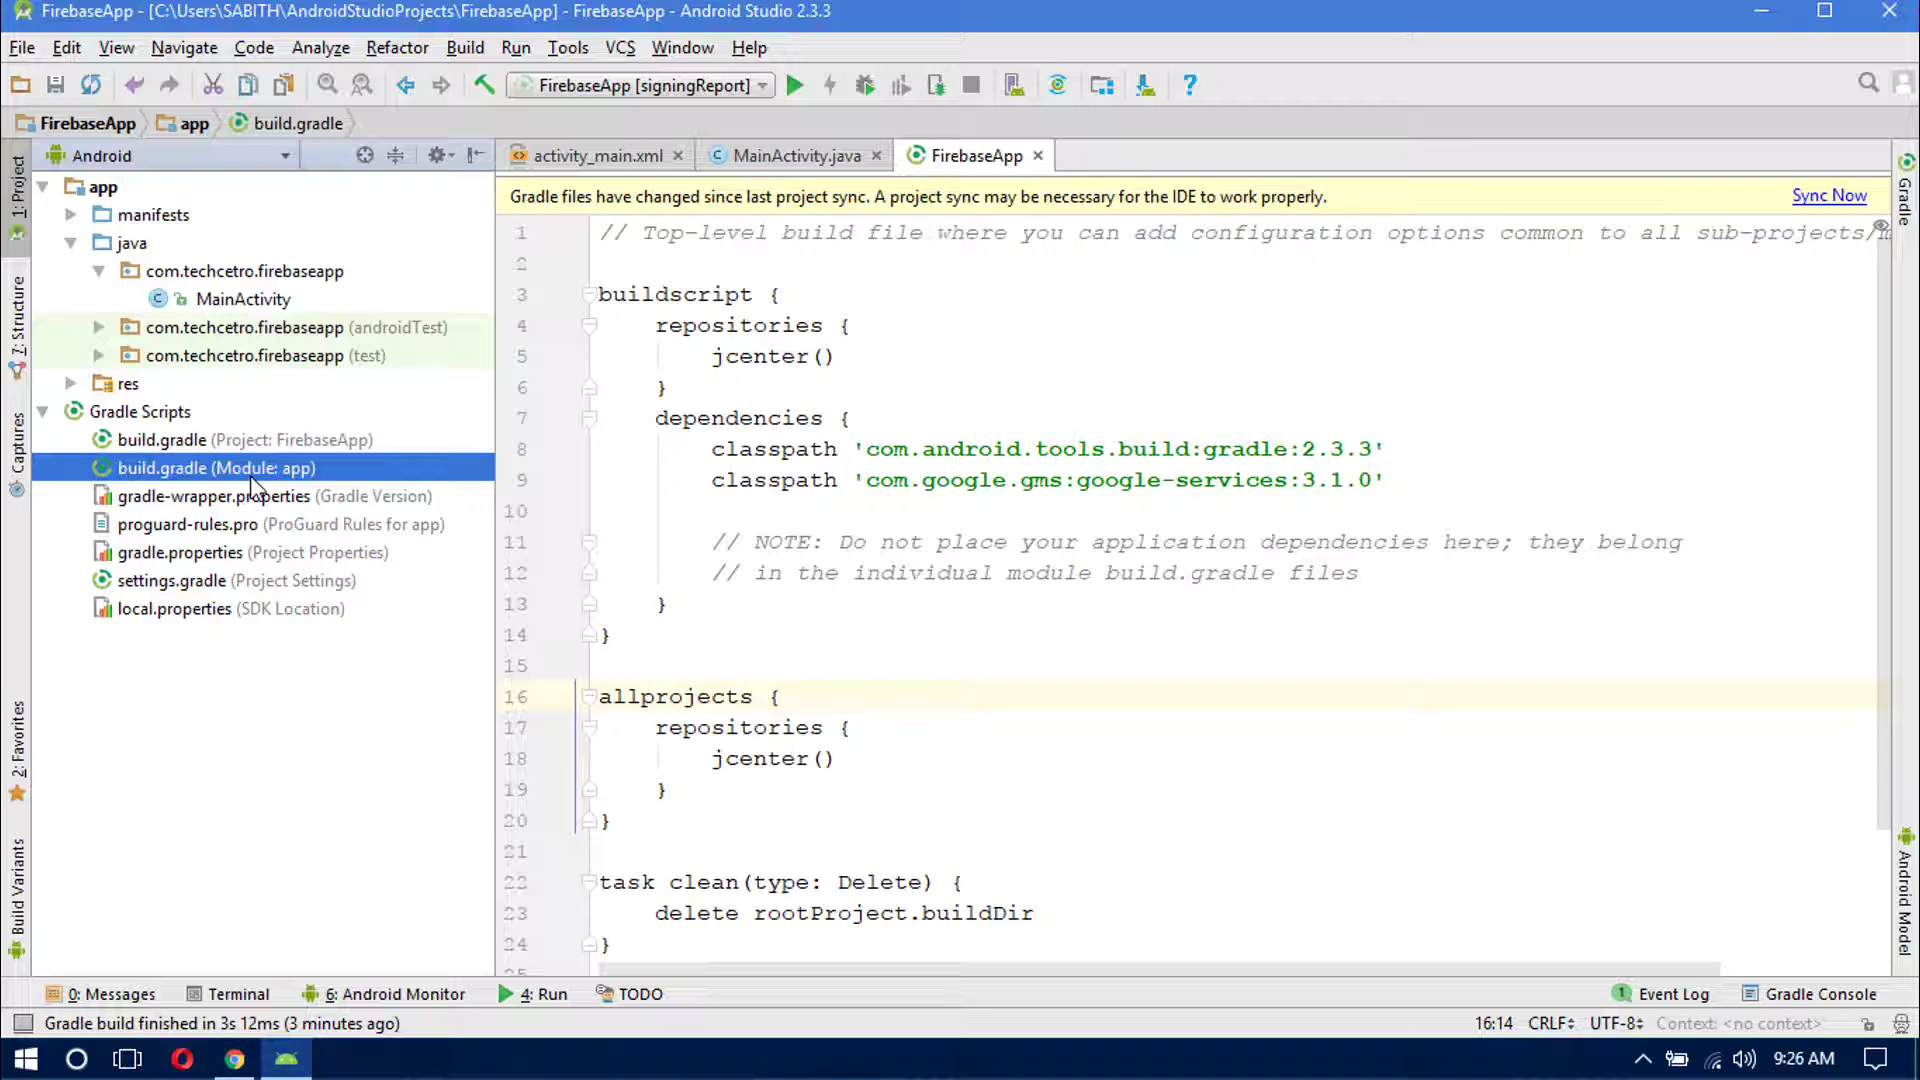 FirebaseApp - [C:\Users\SABITH\AndroidStudioProjects\FirebaseApp] - FirebaseApp - Android Studio 2.3.3
File Edit View Navigate Code Analyze Refactor Build Run Tools VCS Window Help
FirebaseApp [signingReport]
FirebaseApp app build.gradle
Android
activity_main.xml MainActivity.java FirebaseApp
Gradle files have changed since last project sync. A project sync may be necessary for the IDE to work properly. Sync Now
1: Project
7: Structure
Captures
2: Favorites
Build Variants
app
manifests
java
com.techcetro.firebaseapp
MainActivity
com.techcetro.firebaseapp (androidTest)
com.techcetro.firebaseapp (test)
res
Gradle Scripts
build.gradle (Project: FirebaseApp)
build.gradle (Module: app)
gradle-wrapper.properties (Gradle Version)
proguard-rules.pro (ProGuard Rules for app)
gradle.properties (Project Properties)
settings.gradle (Project Settings)
local.properties (SDK Location)
1 // Top-level build file where you can add configuration options common to all sub-projects/
2
3 buildscript {
4 repositories {
5 jcenter()
6 }
7 dependencies {
8 classpath 'com.android.tools.build:gradle:2.3.3'
9 classpath 'com.google.gms:google-services:3.1.0'
10
11 // NOTE: Do not place your application dependencies here; they belong
12 // in the individual module build.gradle files
13 }
14 }
15
16 allprojects {
17 repositories {
18 jcenter()
19 }
20 }
21
22 task clean(type: Delete) {
23 delete rootProject.buildDir
24 }
25
Gradle
Android Model
0: Messages Terminal 6: Android Monitor 4: Run TODO 1 Event Log Gradle Console
Gradle build finished in 3s 12ms (3 minutes ago) 16:14 CRLF UTF-8 Context: <no context>
9:26 AM